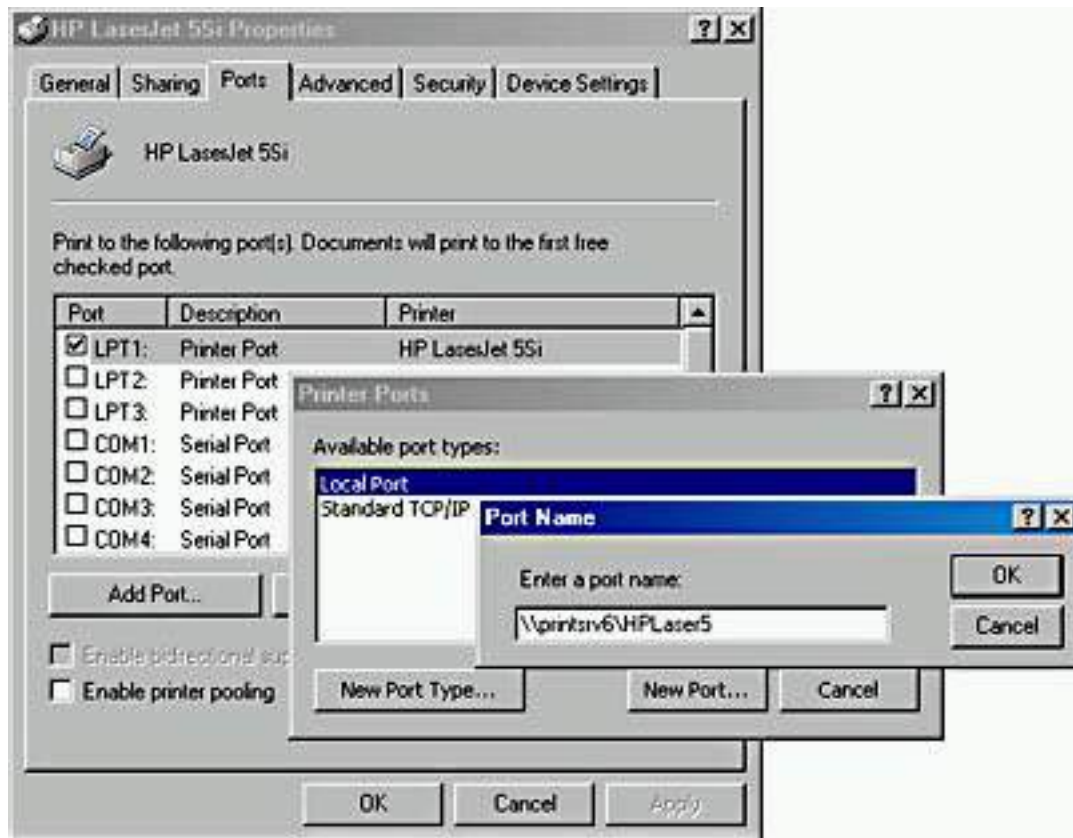 HP LaserJet 5Si Properties
General Sharing Ports Advanced Security Device Settings
HP LaserJet 5Si
Print to the following port(s). Documents will print to the first free
checked port.
Port Description Printer
LPT1: Printer Port HP LaserJet 5Si
LPT2: Printer Port
LPT3: Printer Port
COM1: Serial Port
COM2: Serial Port
COM3: Serial Port
COM4: Serial Port
Add Port...
Enable bidirectional sup
Enable printer pooling
OK Cancel Apply
Printer Ports
Available port types:
Local Port
Standard TCP/IP
New Port Type... New Port... Cancel
Port Name
Enter a port name:
\\printsrv6\HPLaser5
OK
Cancel